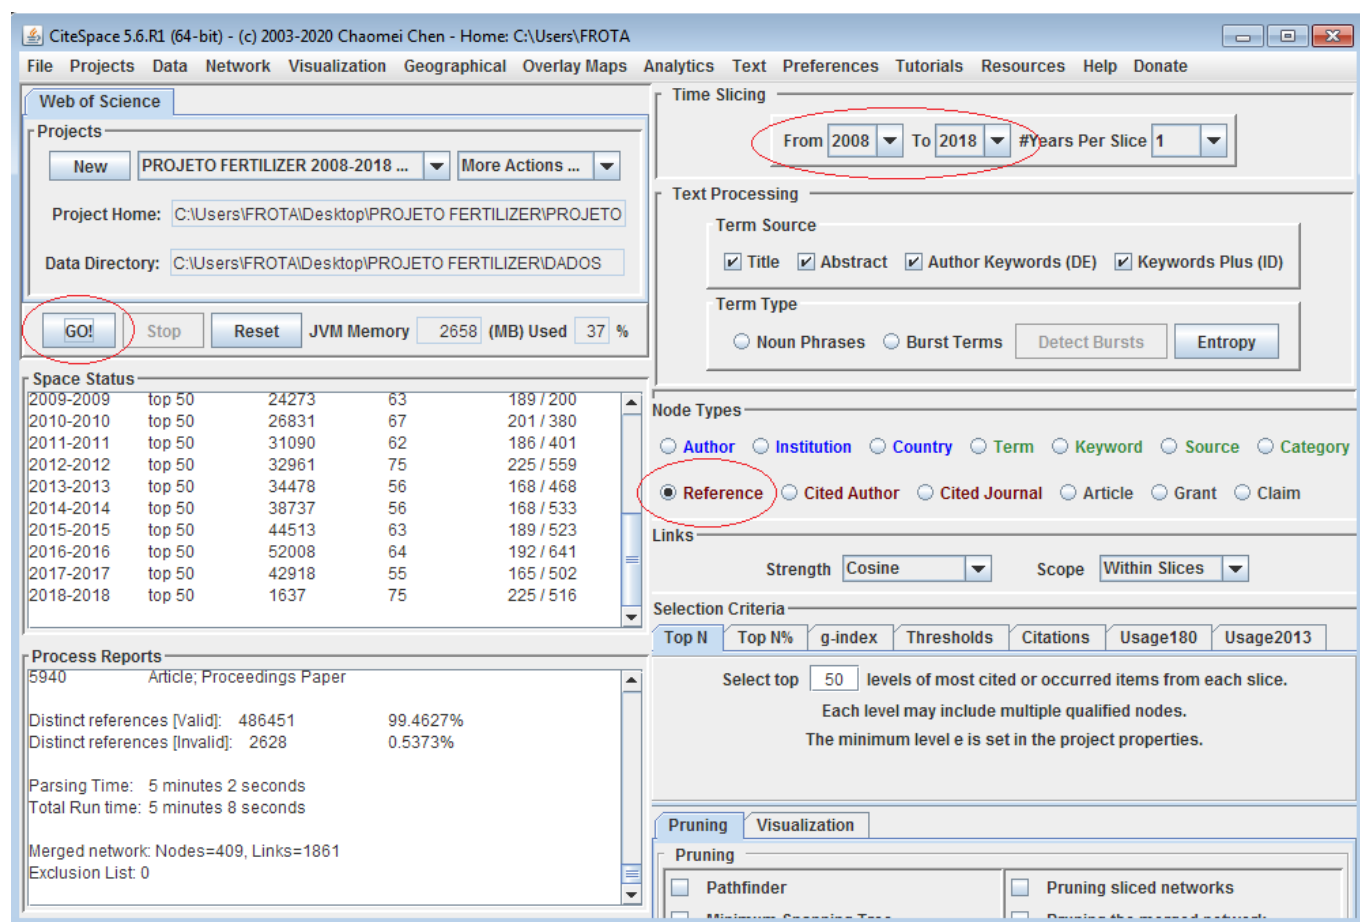 CiteSpace 5.6.R1 (64-bit) - (c) 2003-2020 Chaomei Chen - Home: C:\Users\FROTA
File Projects Data Network Visualization Geographical Overlay Maps Analytics Text Preferences Tutorials Resources Help Donate
Web of Science
Projects
New PROJETO FERTILIZER 2008-2018 ... More Actions ...
Project Home: C:\Users\FROTA\Desktop\PROJETO FERTILIZER\PROJETO
Data Directory: C:\Users\FROTA\Desktop\PROJETO FERTILIZER\DADOS
GO! Stop Reset JVM Memory 2658 (MB) Used 37 %
Space Status
2009-2009 top 50 24273 63 189 / 200
2010-2010 top 50 26831 67 201 / 380
2011-2011 top 50 31090 62 186 / 401
2012-2012 top 50 32961 75 225 / 559
2013-2013 top 50 34478 56 168 / 468
2014-2014 top 50 38737 56 168 / 533
2015-2015 top 50 44513 63 189 / 523
2016-2016 top 50 52008 64 192 / 641
2017-2017 top 50 42918 55 165 / 502
2018-2018 top 50 1637 75 225 / 516
Process Reports
5940 Article; Proceedings Paper
Distinct references [Valid]: 486451 99.4627%
Distinct references [Invalid]: 2628 0.5373%
Parsing Time: 5 minutes 2 seconds
Total Run time: 5 minutes 8 seconds
Merged network: Nodes=409, Links=1861
Exclusion List: 0
Time Slicing
From 2008 To 2018 #Years Per Slice 1
Text Processing
Term Source
Title Abstract Author Keywords (DE) Keywords Plus (ID)
Term Type
Noun Phrases Burst Terms Detect Bursts Entropy
Node Types
Author Institution Country Term Keyword Source Category
Reference Cited Author Cited Journal Article Grant Claim
Links
Strength Cosine Scope Within Slices
Selection Criteria
Top N Top N% g-index Thresholds Citations Usage180 Usage2013
Select top 50 levels of most cited or occurred items from each slice.
Each level may include multiple qualified nodes.
The minimum level e is set in the project properties.
Pruning Visualization
Pruning
Pathfinder Pruning sliced networks
Minimum Spanning Tree Pruning the merged network